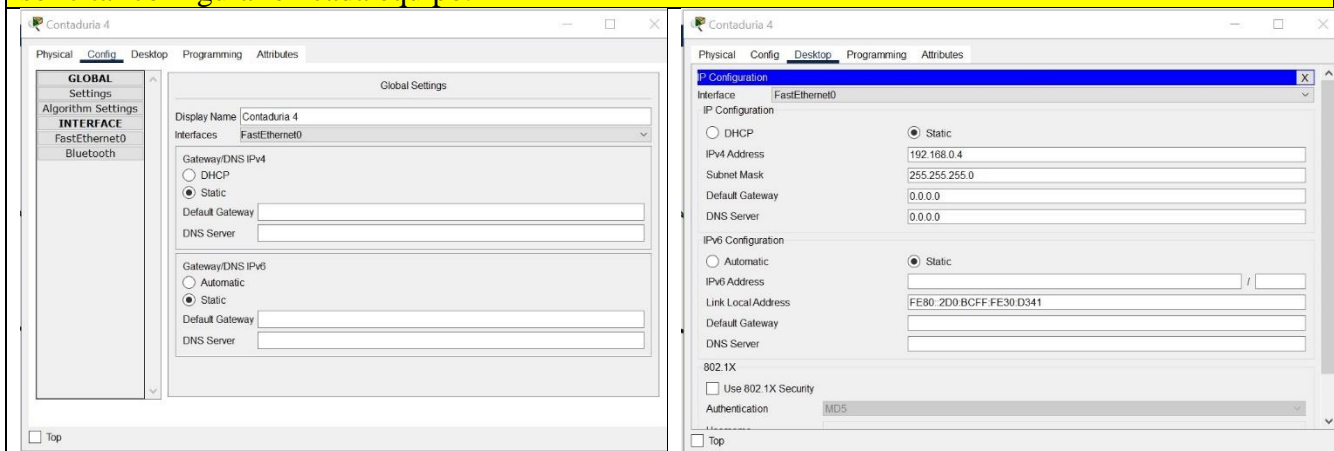 Contaduria 4
Physical Config Desktop Programming Attributes
GLOBAL
Settings
Algorithm Settings
INTERFACE
FastEthernet0
Bluetooth
Global Settings
Display Name Contaduria 4
Interfaces FastEthernet0
Gateway/DNS IPv4
DHCP
Static
Default Gateway
DNS Server
Gateway/DNS IPv6
Automatic
Static
Default Gateway
DNS Server
Top
Contaduria 4
Physical Config Desktop Programming Attributes
IP Configuration X
Interface FastEthernet0
IP Configuration
DHCP Static
IPv4 Address 192.168.0.4
Subnet Mask 255.255.255.0
Default Gateway 0.0.0.0
DNS Server 0.0.0.0
IPv6 Configuration
Automatic Static
IPv6 Address /
Link Local Address FE80::2D0:BCFF:FE30:D341
Default Gateway
DNS Server
802.1X
Use 802.1X Security
Authentication MD5
Top